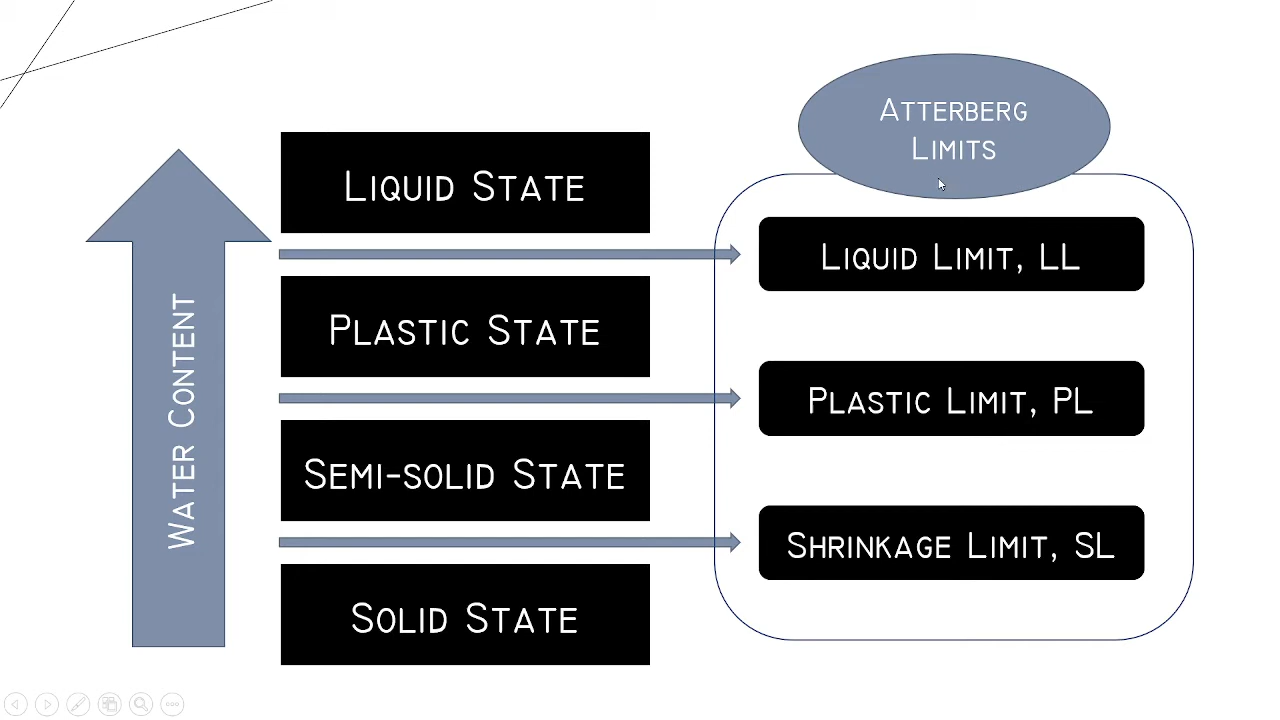 Atterberg
Limits
Liquid State
Liquid Limit, LL
Plastic State
Plastic Limit, PL
Semi-solid State
Shrinkage Limit, SL
Solid State
Water Content